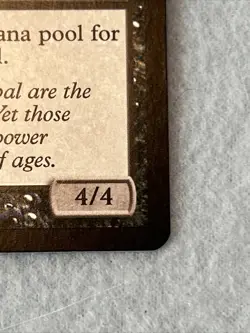 ana pool for
l.
oal are the
Yet those
power
f ages.
4/4